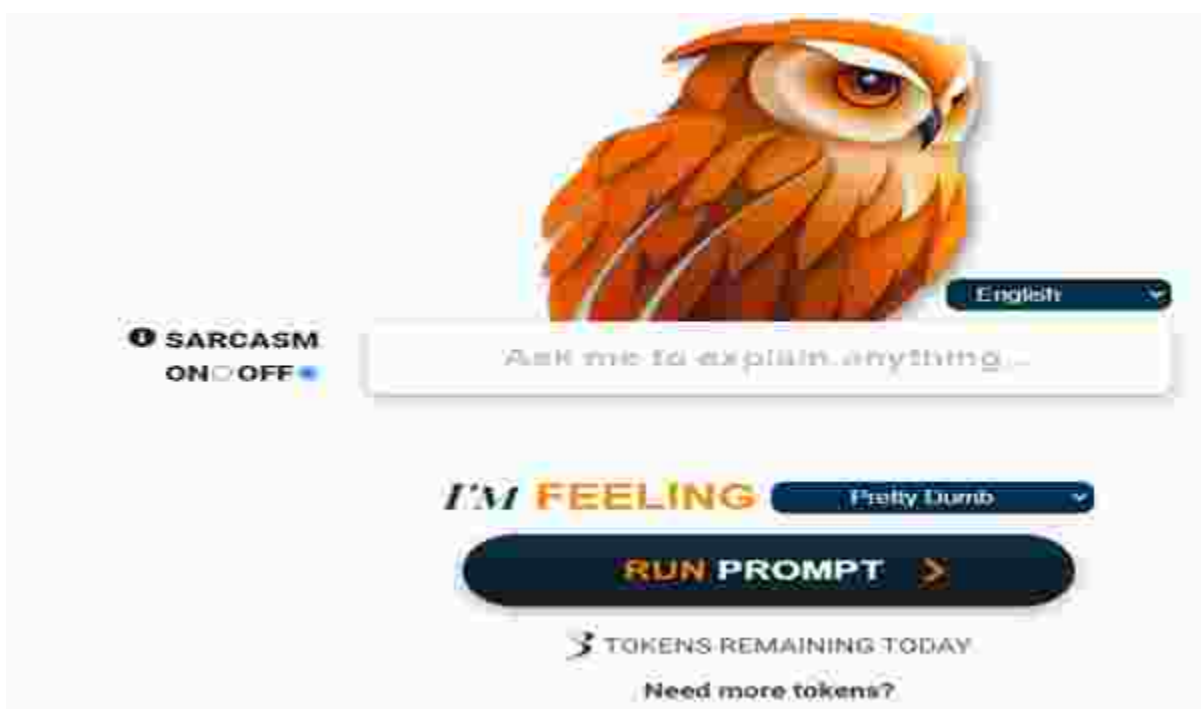 English
SARCASM
ON OFF
Ask me to explain anything...
I'M FEELING Pretty Dumb
RUN PROMPT >
3 TOKENS REMAINING TODAY
Need more tokens?